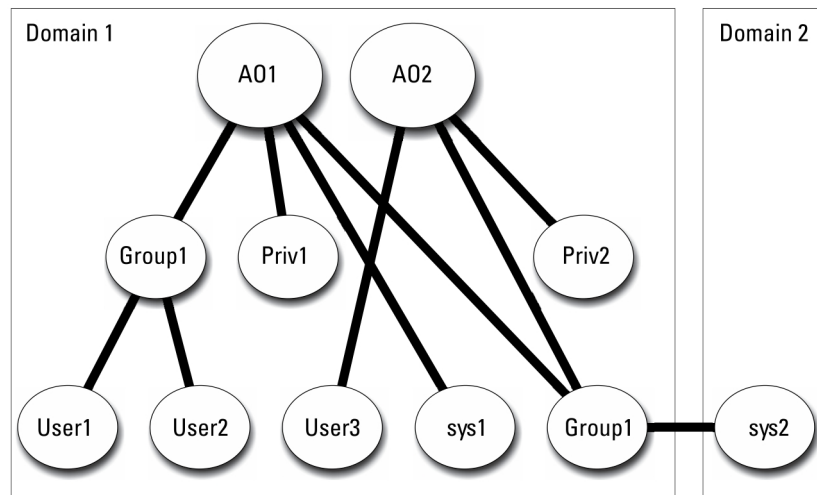 Domain 1
Domain 2
AO1
AO2
Group1
Priv1
Priv2
User1
User2
User3
sys1
Group1
sys2